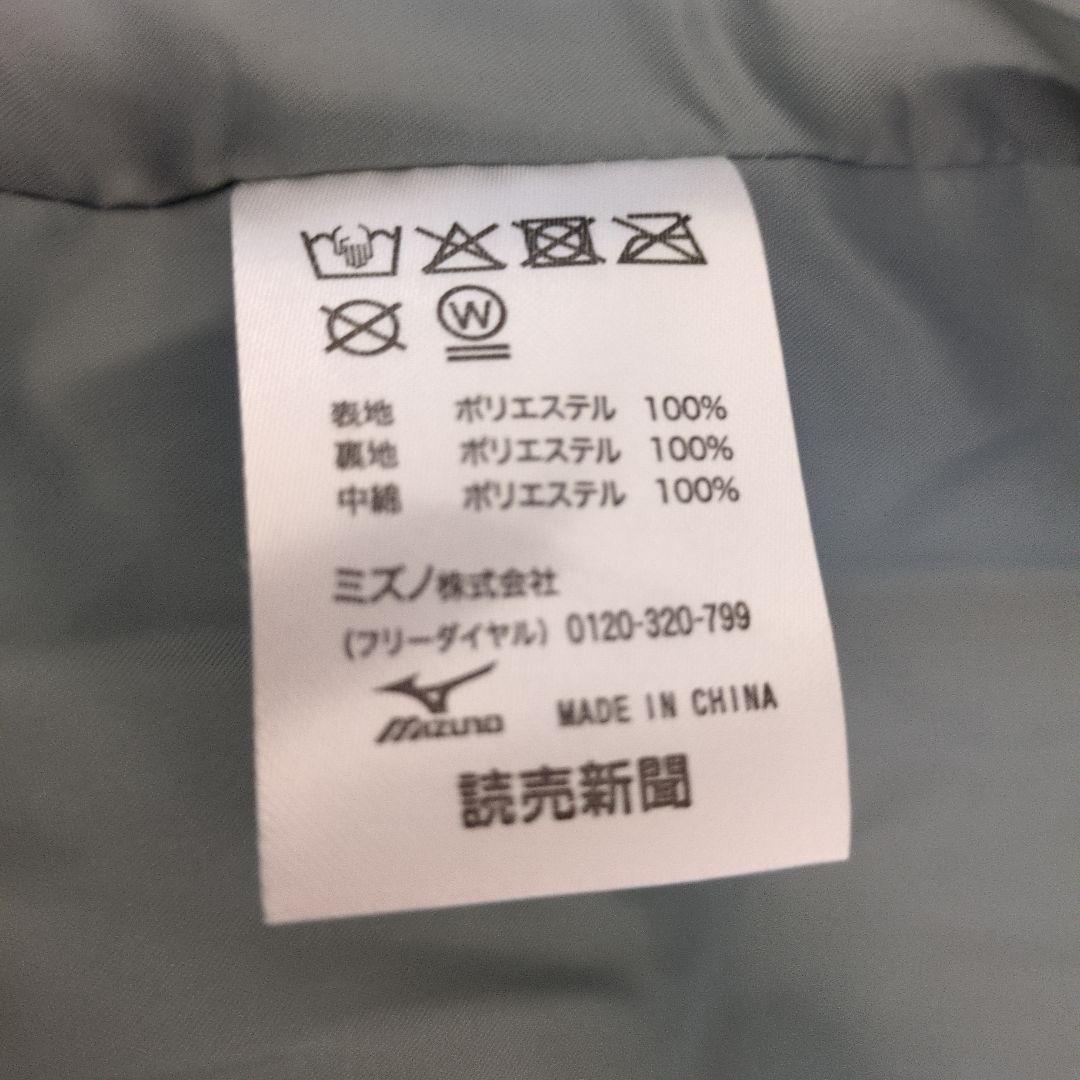 W
表地 ポリエステル 100%
裏地 ポリエステル 100%
中綿 ポリエステル 100%
ミズノ株式会社
(フリーダイヤル) 0120-320-799
MIZUNO MADE IN CHINA
読売新聞